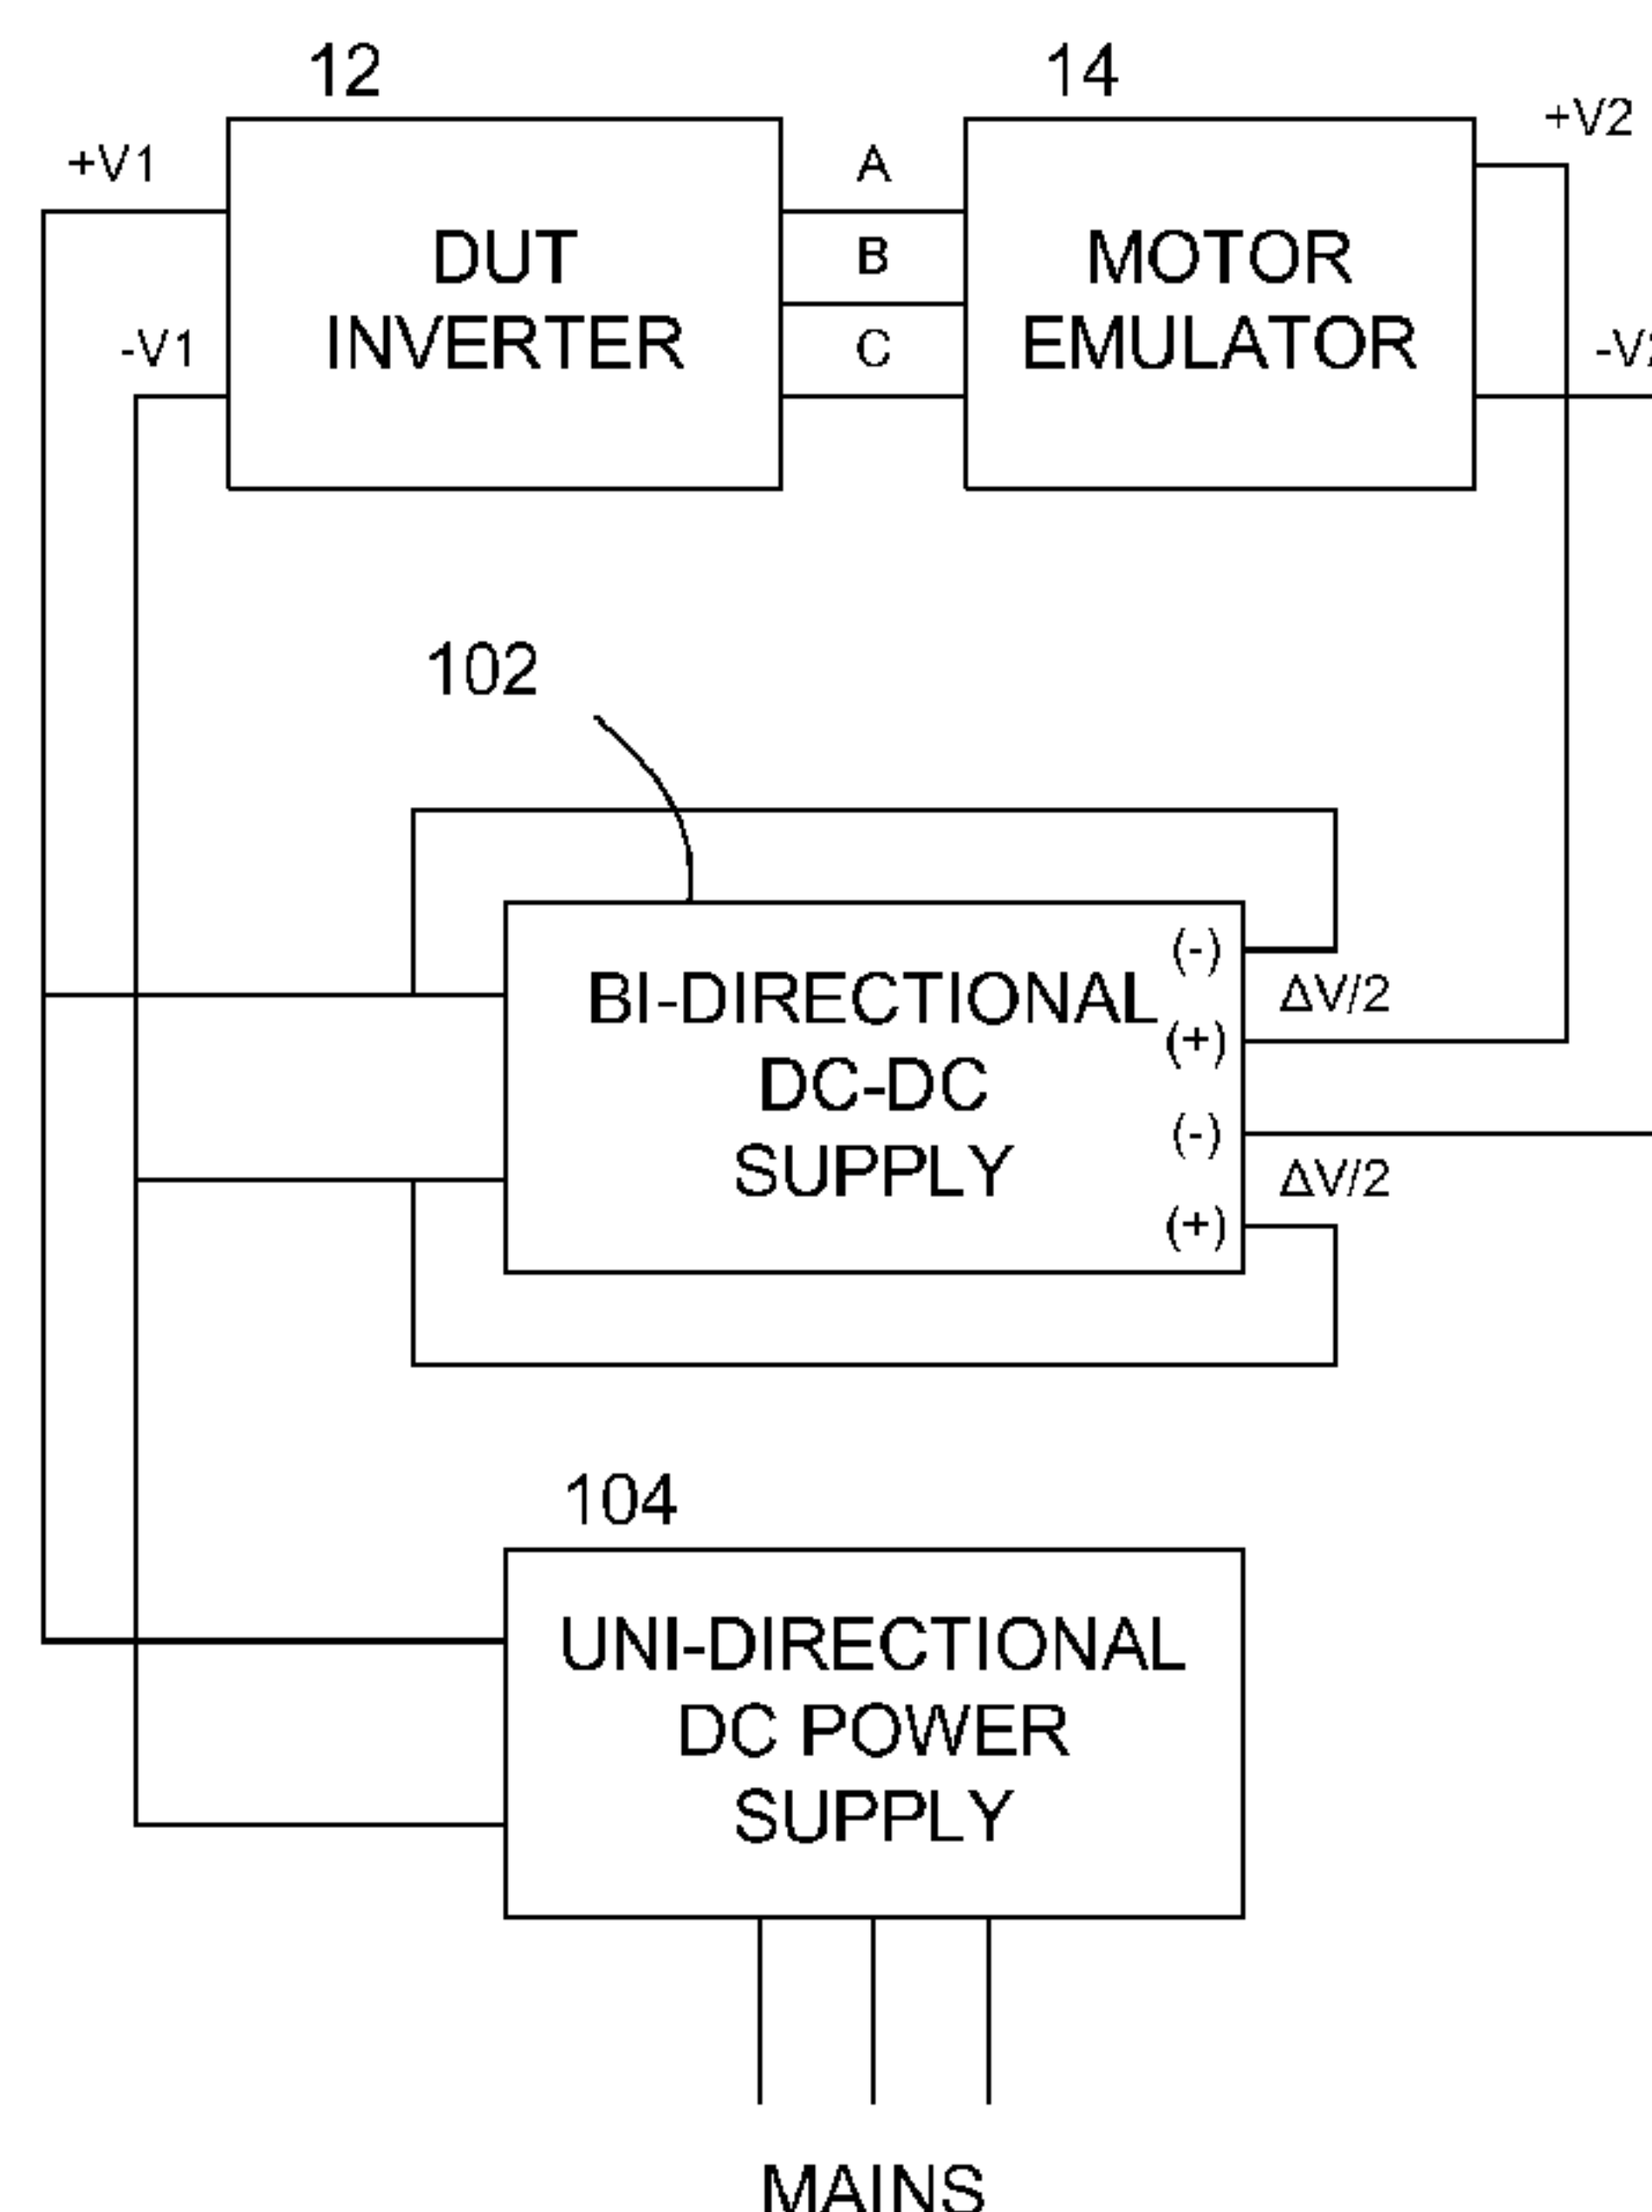 12
14
+V1
A
+V2
DUT
INVERTER
B
MOTOR
EMULATOR
-V1
C
102
(-)
BI-DIRECTIONAL
ΔV/2
(+)
DC-DC
(-)
SUPPLY
ΔV/2
(+)
104
UNI-DIRECTIONAL
DC POWER
SUPPLY
MAINS